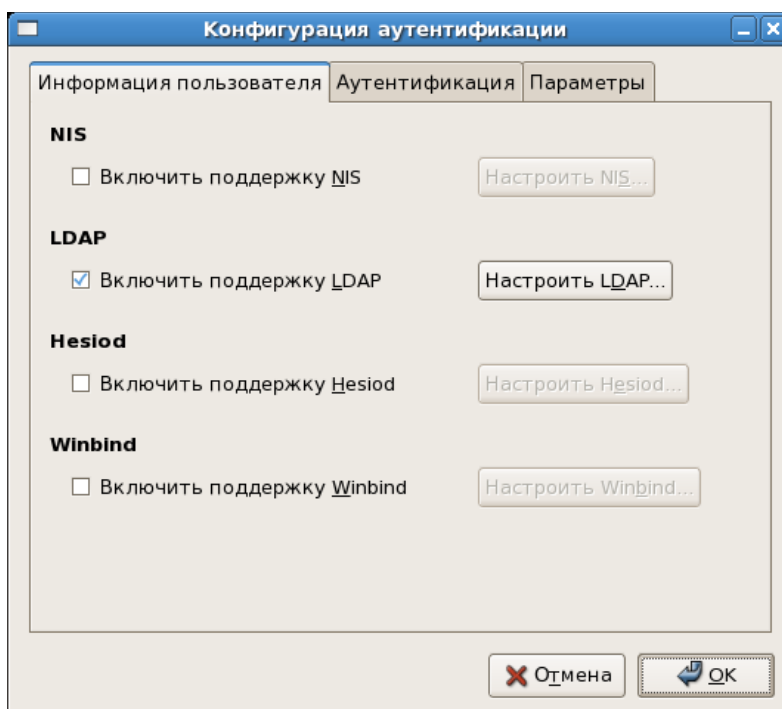 Конфигурация аутентификации
Информация пользователя Аутентификация Параметры
NIS
Включить поддержку NIS Настроить NIS...
LDAP
Включить поддержку LDAP Настроить LDAP...
Hesiod
Включить поддержку Hesiod Настроить Hesiod...
Winbind
Включить поддержку Winbind Настроить Winbind...
Отмена OK